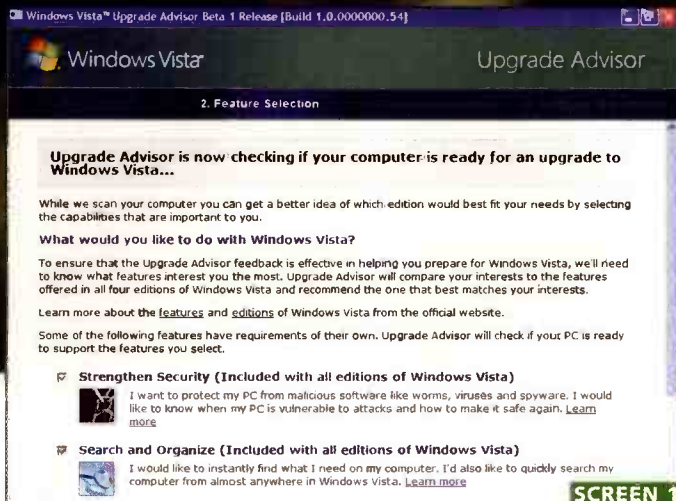 Windows Vista™ Upgrade Advisor Beta 1 Release [Build 1.0.0000000.54]
Windows Vista™
Upgrade Advisor
2. Feature Selection
Upgrade Advisor is now checking if your computer is ready for an upgrade to
Windows Vista...
While we scan your computer you can get a better idea of which edition would best fit your needs by selecting
the capabilities that are important to you.
What would you like to do with Windows Vista?
To ensure that the Upgrade Advisor feedback is effective in helping you prepare for Windows Vista, we'll need
to know what features interest you the most. Upgrade Advisor will compare your interests to the features
offered in all four editions of Windows Vista and recommend the one that best matches your interests.
Learn more about the features and editions of Windows Vista from the official website.
Some of the following features have requirements of their own. Upgrade Advisor will check if your PC is ready
to support the features you select.
Strengthen Security (Included with all editions of Windows Vista)
I want to protect my PC from malicious software like worms, viruses and spyware. I would
like to know when my PC is vulnerable to attacks and how to make it safe again. Learn
more
Search and Organize (Included with all editions of Windows Vista)
I would like to instantly find what I need on my computer. I'd also like to quickly search my
computer from almost anywhere in Windows Vista. Learn more
SCREEN 1